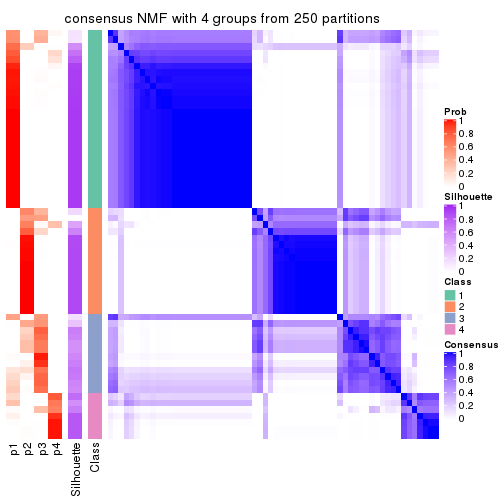 consensus NMF with 4 groups from 250 partitions
Prob
1
0.8
0.6
0.4
0.2
0
Silhouette
1
0.8
0.6
0.4
0.2
0
Class
1
2
3
4
Consensus
1
0.8
0.6
0.4
0.2
0
p1
p2
p3
p4
Silhouette
Class